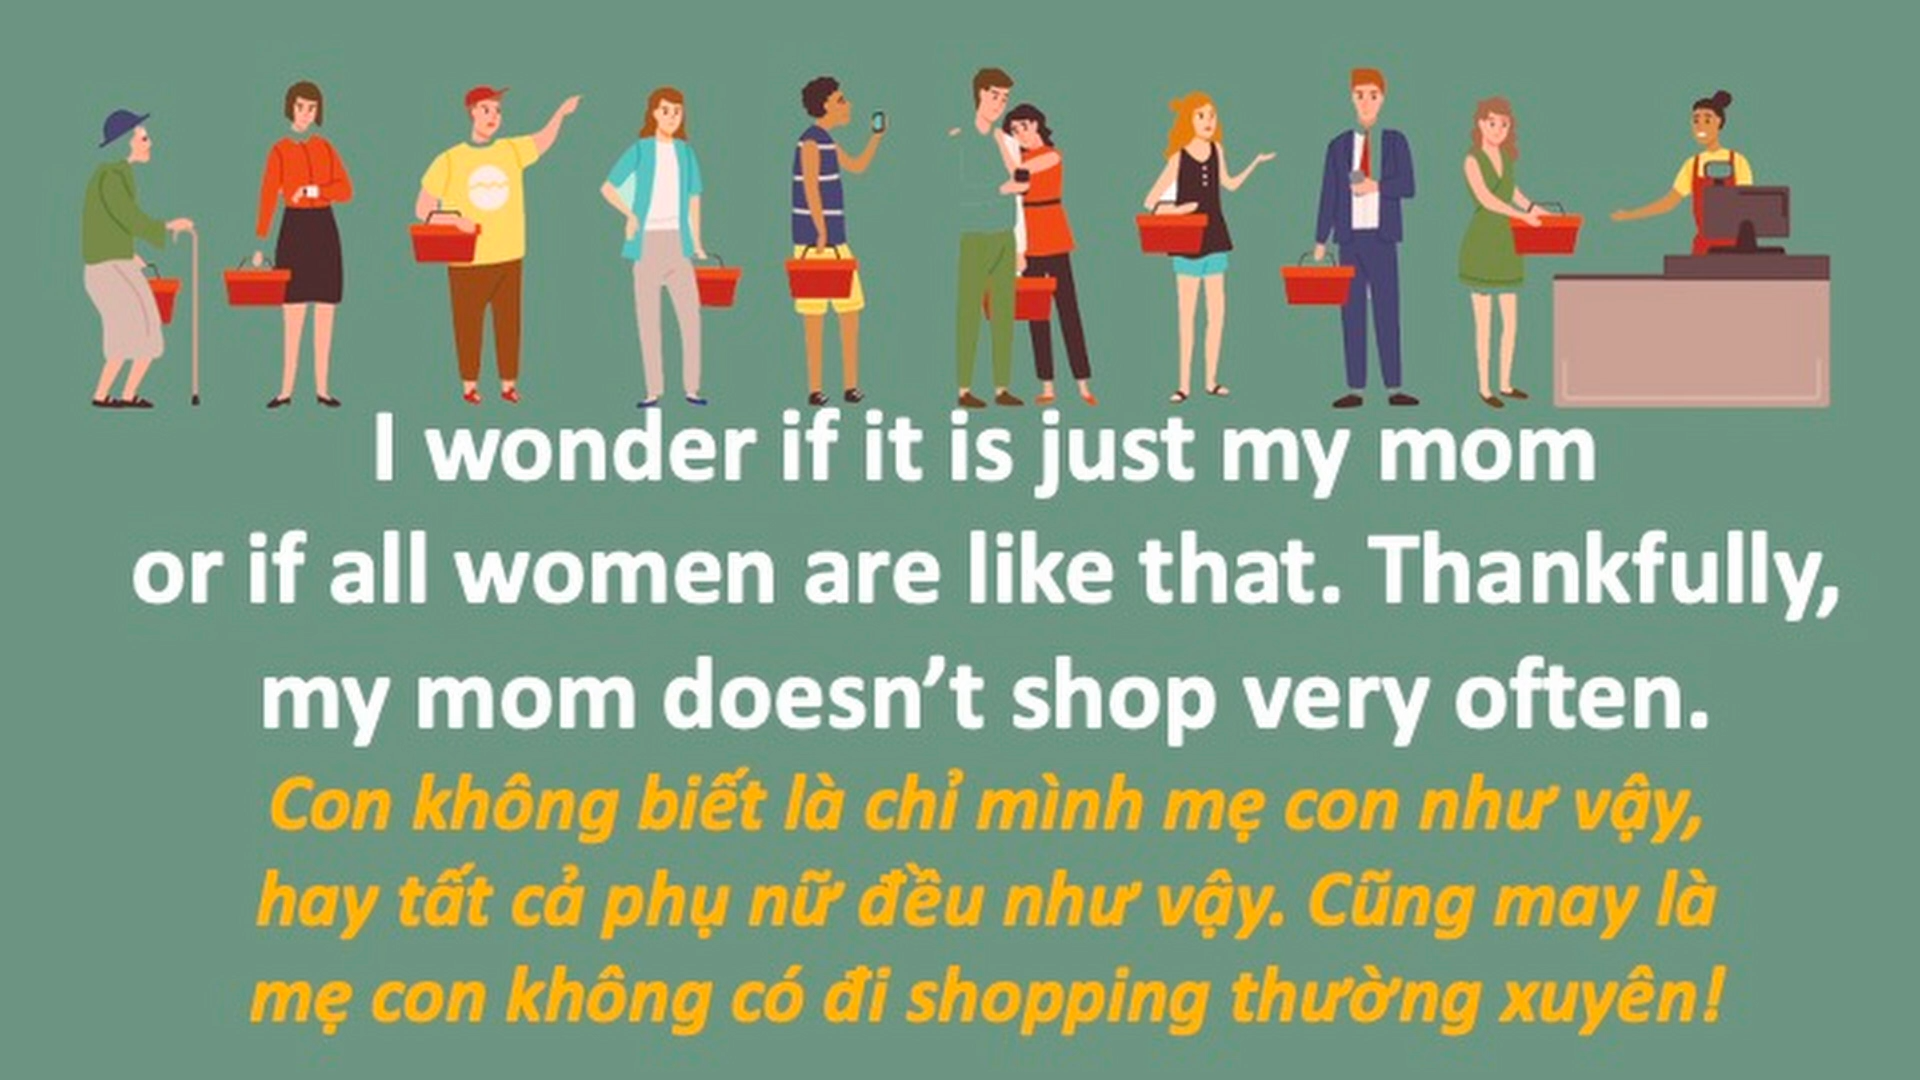 I wonder if it is just my mom
or if all women are like that. Thankfully,
my mom doesn’t shop very often.
Con không biết là chỉ mình mẹ con như vậy,
hay tất cả phụ nữ đều như vậy. Cũng may là
mẹ con không có đi shopping thường xuyên!